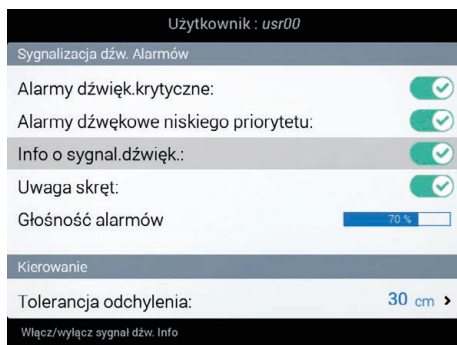 Użytkownik : usr00
Sygnalizacja dźw. Alarmów
Alarmy dźwięk.krytyczne:
Alarmy dźwękowe niskiego priorytetu:
Info o sygnal.dźwięk.:
Uwaga skręt:
Głośność alarmów 70 %
Kierowanie
Tolerancja odchylenia: 30 cm >
Włącz/wyłącz sygnał dźw. Info